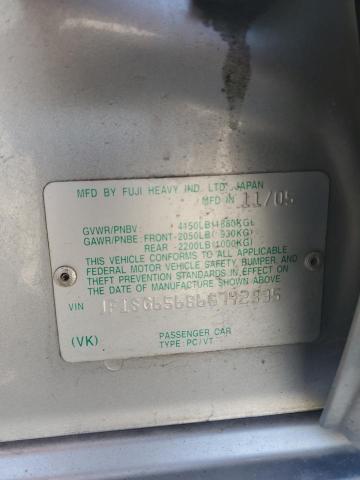 MFD BY FUJI HEAVY IND. LTD. JAPAN
MFD IN 11/05
GVWR/PNBV : 4150LB(1880KG)
GAWR/PNBE: FRONT-2050LB( 930KG)
REAR -2200LB(1000KG)
THIS VEHICLE CONFORMS TO ALL APPLICABLE
FEDERAL MOTOR VEHICLE SAFETY, BUMPER, AND
THEFT PREVENTION STANDARDS IN EFFECT
ON THE DATE OF MANUFACTURE SHOWN ABOVE.
VIN
(VK)
PASSENGER CAR
TYPE: PC/VT